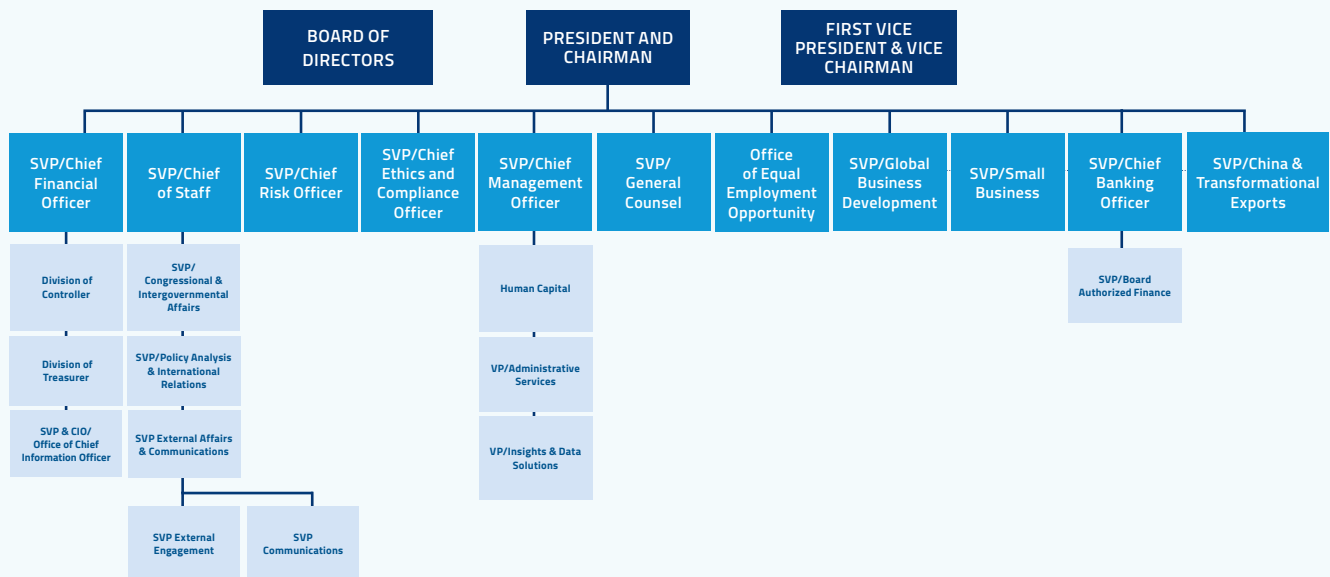 BOARD OF
DIRECTORS
PRESIDENT AND
CHAIRMAN
FIRST VICE
PRESIDENT & VICE
CHAIRMAN
SVP/Chief
Financial
Officer
SVP/Chief
of Staff
SVP/Chief
Risk Officer
SVP/Chief
Ethics and
Compliance
Officer
SVP/Chief
Management
Officer
SVP/
General
Counsel
Office
of Equal
Employment
Opportunity
SVP/Global
Business
Development
SVP/Small
Business
SVP/Chief
Banking
Officer
SVP/China &
Transformational
Exports
Division of
Controller
SVP/
Congressional &
Intergovernmental
Affairs
Human Capital
SVP/Board
Authorized Finance
Division of
Treasurer
SVP/Policy Analysis
& International
Relations
VP/Administrative
Services
SVP & CIO/
Office of Chief
Information Officer
SVP External Affairs
& Communications
VP/Insights & Data
Solutions
SVP External
Engagement
SVP
Communications